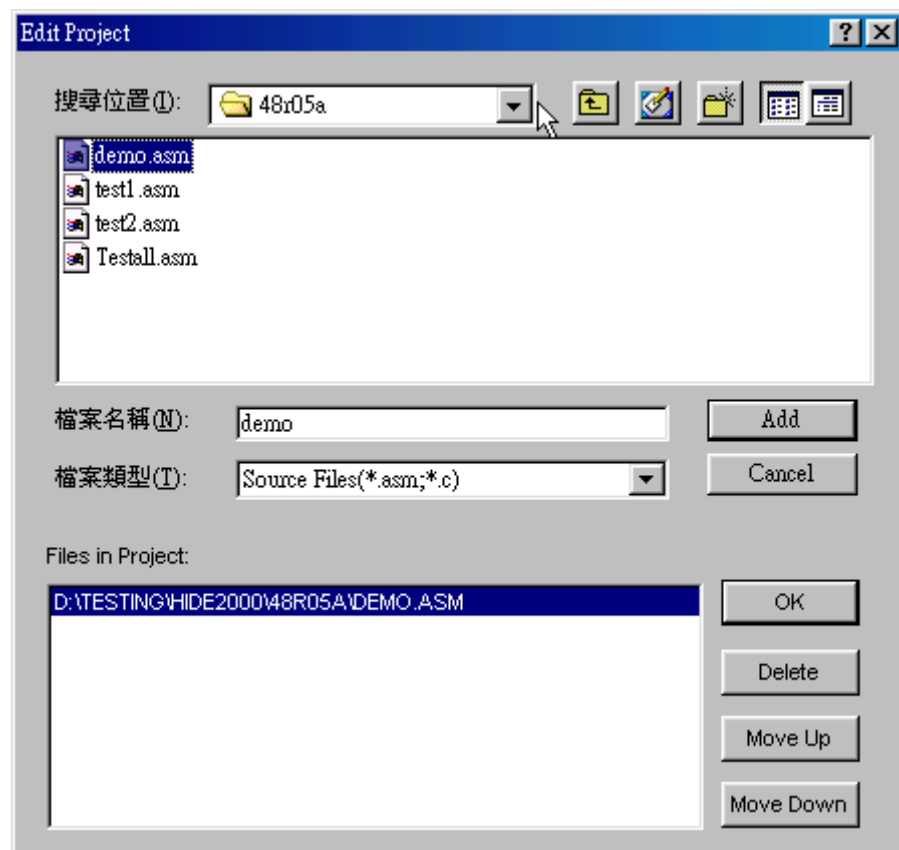 Edit Project
搜尋位置(I): 48r05a
demo.asm
test1.asm
test2.asm
Testall.asm
檔案名稱(N): demo Add
檔案類型(T): Source Files(*.asm;*.c) Cancel
Files in Project:
D:\TESTING\HIDE2000\48R05A\DEMO.ASM OK
Delete
Move Up
Move Down